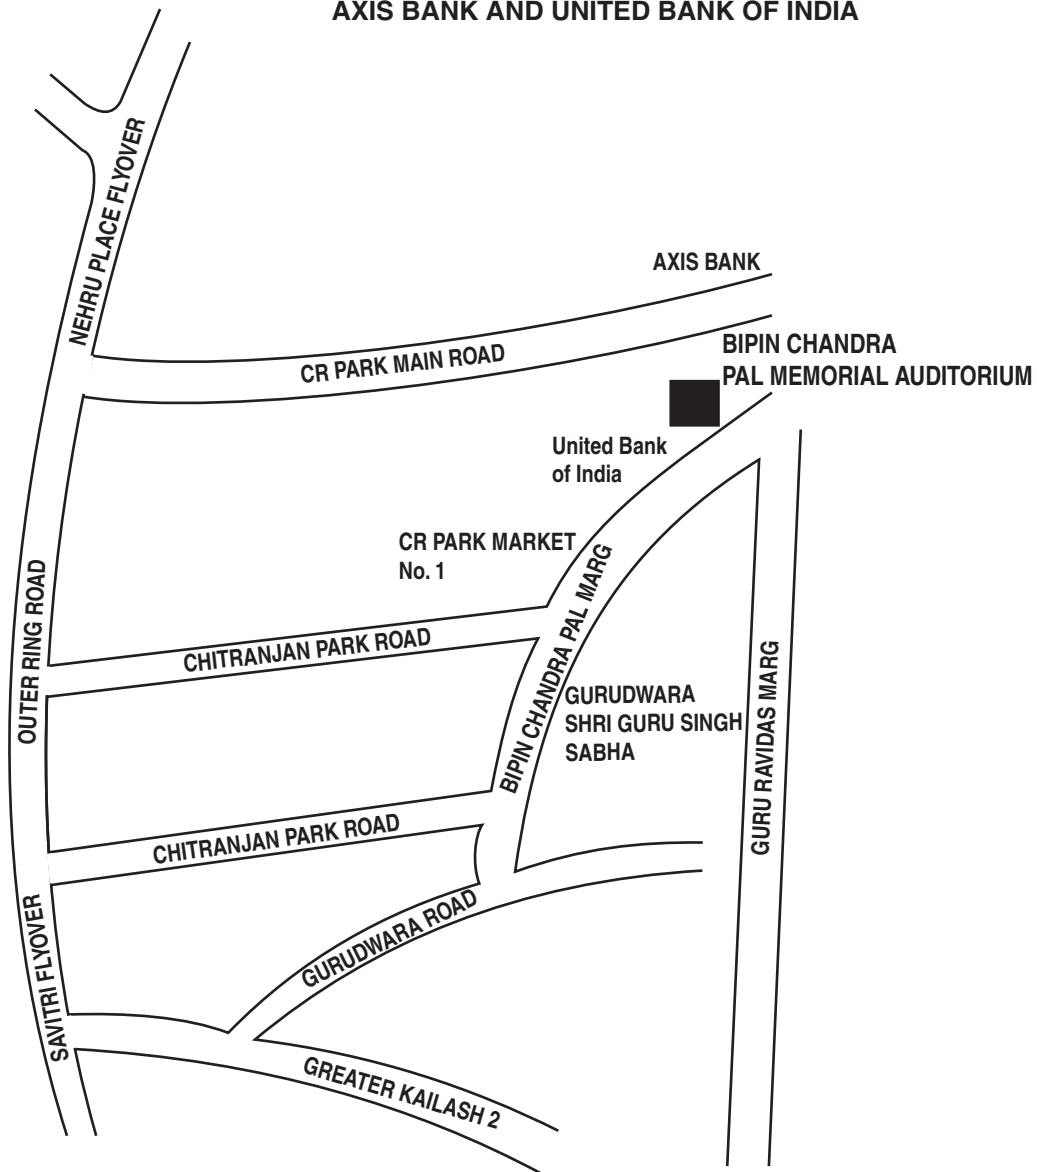 AXIS BANK AND UNITED BANK OF INDIA
NEHRU PLACE FLYOVER
AXIS BANK
CR PARK MAIN ROAD
BIPIN CHANDRA
PAL MEMORIAL AUDITORIUM
United Bank
of India
CR PARK MARKET
No. 1
BIPIN CHANDRA PAL MARG
OUTER RING ROAD
CHITRANJAN PARK ROAD
GURUDWARA
SHRI GURU SINGH
SABHA
GURU RAVIDAS MARG
CHITRANJAN PARK ROAD
SAVITRI FLYOVER
GURUDWARA ROAD
GREATER KAILASH 2